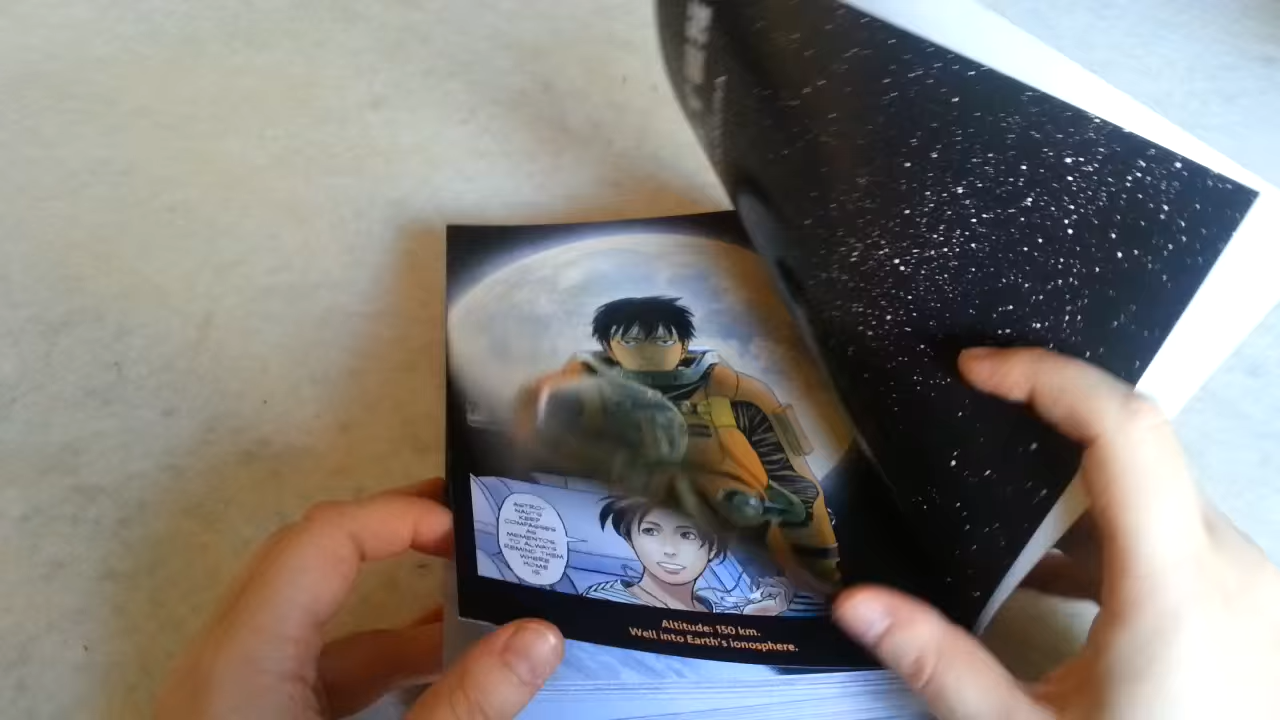 ASTRO-
NAUTS
KEEP
COMPASSES
AS
MEMENTOS,
TO ALWAYS
REMIND THEM
WHERE
HOME
IS.
Altitude: 150 km.
Well into Earth's ionosphere.